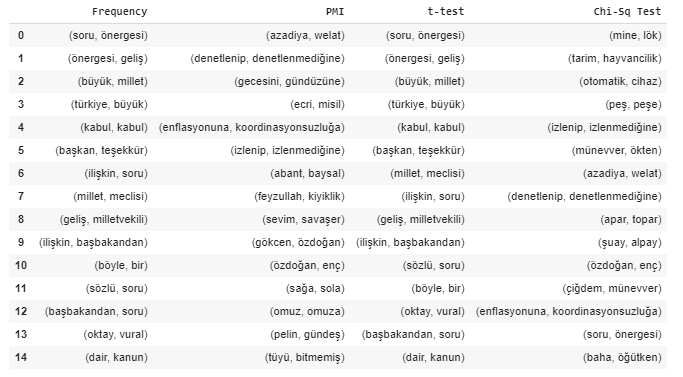 Frequency PMI t-test Chi-Sq Test
0 (soru, önergesi) (azadiya, welat) (soru, önergesi) (mine, lök)
1 (önergesi, geliş) (denetlenip, denetlenmediğine) (önergesi, geliş) (tarim, hayvancilik)
2 (büyük, millet) (gecesini, gündüzüne) (büyük, millet) (otomatik, cihaz)
3 (türkiye, büyük) (ecri, misil) (türkiye, büyük) (peş, peşe)
4 (kabul, kabul) (enflasyonuna, koordinasyonsuzluğa) (kabul, kabul) (izlenip, izlenmediğine)
5 (başkan, teşekkür) (izlenip, izlenmediğine) (başkan, teşekkür) (münevver, ökten)
6 (ilişkin, soru) (abant, baysal) (millet, meclisi) (azadiya, welat)
7 (millet, meclisi) (feyzullah, kiyiklik) (ilişkin, soru) (denetlenip, denetlenmediğine)
8 (geliş, milletvekili) (sevim, savaşer) (geliş, milletvekili) (apar, topar)
9 (ilişkin, başbakandan) (gökcen, özdoğan) (ilişkin, başbakandan) (şuay, alpay)
10 (böyle, bir) (özdoğan, enç) (sözlü, soru) (özdoğan, enç)
11 (sözlü, soru) (sağa, sola) (böyle, bir) (çiğdem, münevver)
12 (başbakandan, soru) (omuz, omuza) (oktay, vural) (enflasyonuna, koordinasyonsuzluğa)
13 (oktay, vural) (pelin, gündeş) (başbakandan, soru) (soru, önergesi)
14 (dair, kanun) (tüyü, bitmemiş) (dair, kanun) (baha, öğütken)